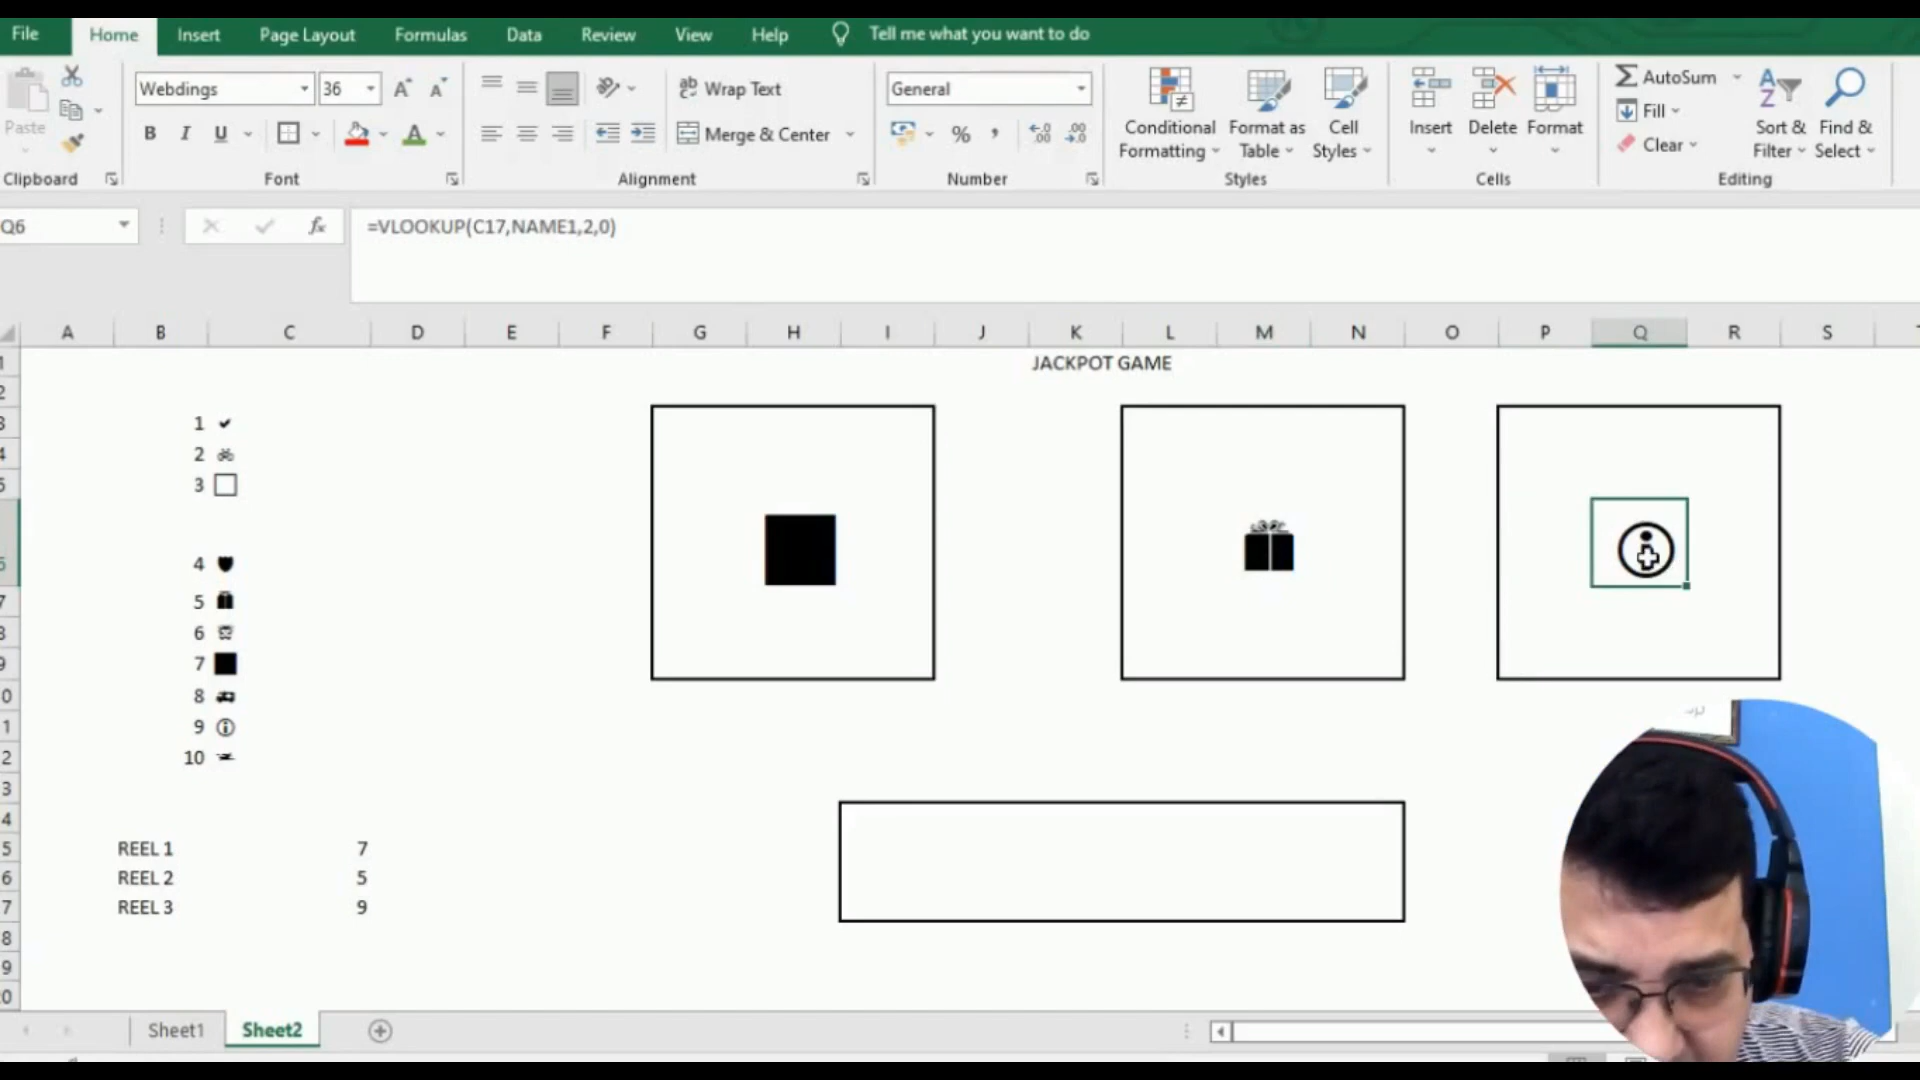 File Home Insert Page Layout Formulas Data Review View Help Tell me what you want to do
Paste
Clipboard
Webdings 36
B I U A
Font
Wrap Text
Merge & Center
Alignment
General
% ,
Number
Conditional Formatting
Format as Table
Cell Styles
Styles
Insert Delete Format
Cells
AutoSum
Fill
Clear
Sort & Filter
Find & Select
Editing
Q6 fx =VLOOKUP(C17,NAME1,2,0)
A B C D E F G H I J K L M N O P Q R S
JACKPOT GAME
1
2
3
4
5
6
7
8
9
10
REEL 1 7
REEL 2 5
REEL 3 9
Sheet1 Sheet2